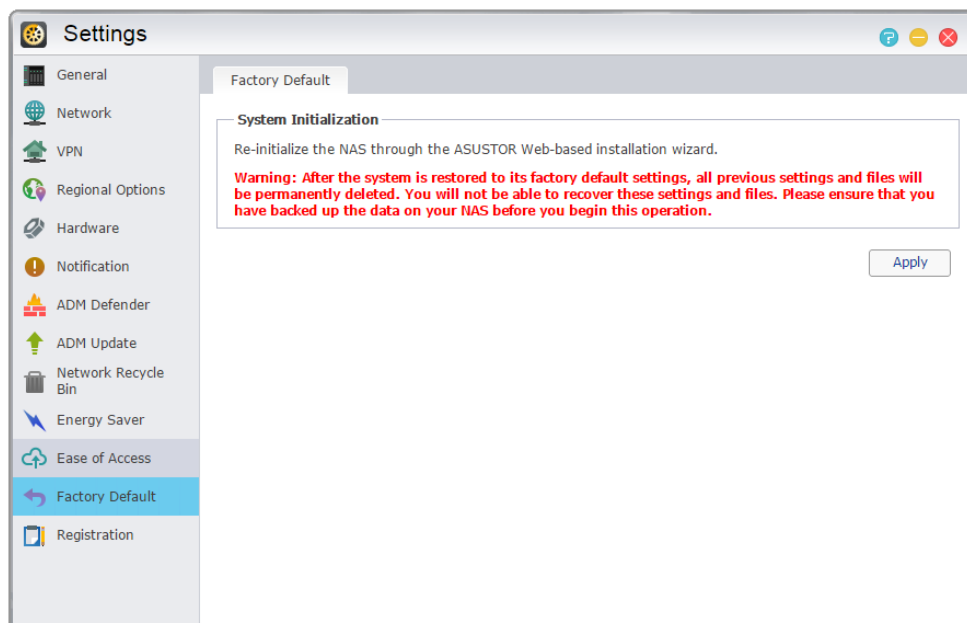 Settings
General
Network
VPN
Regional Options
Hardware
Notification
ADM Defender
ADM Update
Network Recycle
Bin
Energy Saver
Ease of Access
Factory Default
Registration
Factory Default
System Initialization
Re-initialize the NAS through the ASUSTOR Web-based installation wizard.
Warning: After the system is restored to its factory default settings, all previous settings and files will
be permanently deleted. You will not be able to recover these settings and files. Please ensure that you
have backed up the data on your NAS before you begin this operation.
Apply